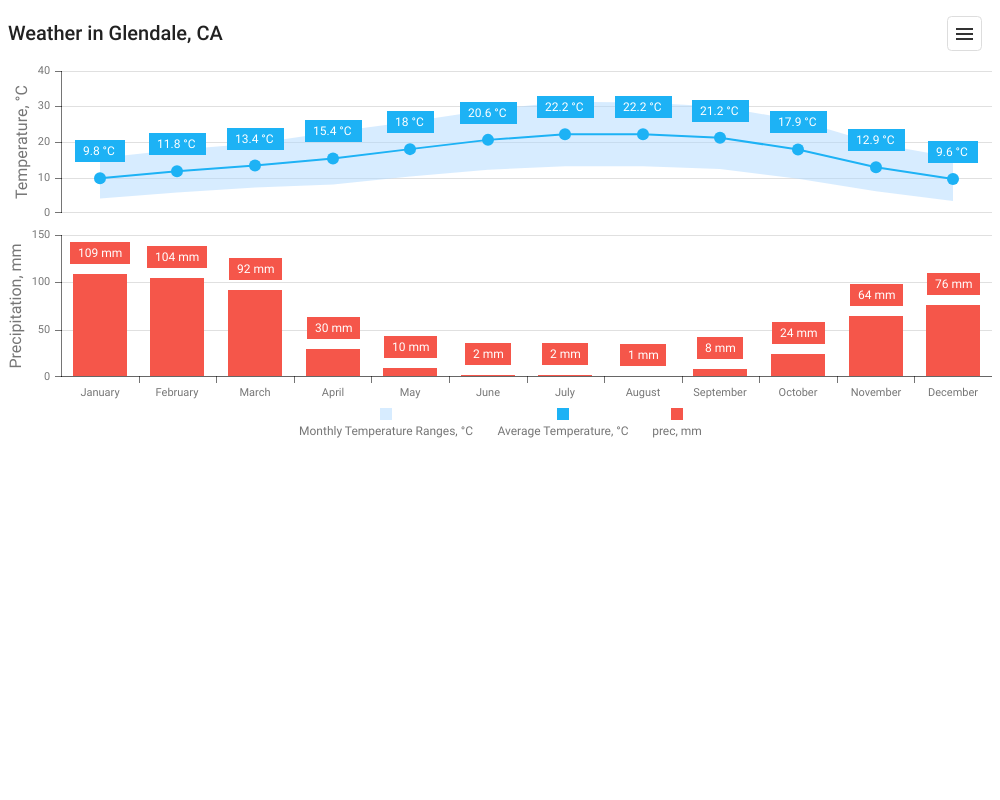 Weather in Glendale, CA
Temperature, °C
40
30
20
10
0
9.8 °C
11.8 °C
13.4 °C
15.4 °C
18 °C
20.6 °C
22.2 °C
22.2 °C
21.2 °C
17.9 °C
12.9 °C
9.6 °C
Precipitation, mm
150
100
50
0
109 mm
104 mm
92 mm
30 mm
10 mm
2 mm
2 mm
1 mm
8 mm
24 mm
64 mm
76 mm
January February March April May June July August September October November December
Monthly Temperature Ranges, °C Average Temperature, °C prec, mm